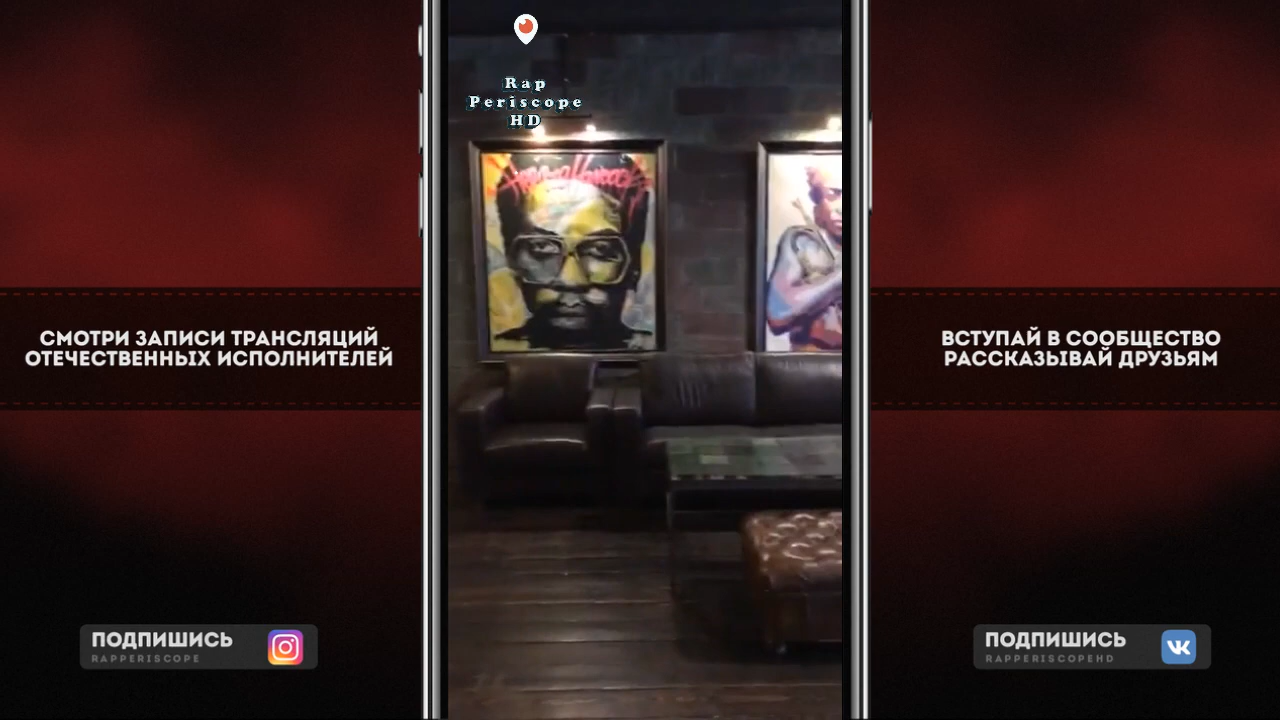 Rap
Periscope
HD
СМОТРИ ЗАПИСИ ТРАНСЛЯЦИЙ
ОТЕЧЕСТВЕННЫХ ИСПОЛНИТЕЛЕЙ
ВСТУПАЙ В СООБЩЕСТВО
РАССКАЗЫВАЙ ДРУЗЬЯМ
ПОДПИШИСЬ
RAPPERISCOPE
ПОДПИШИСЬ
RAPPERISCOPEHD